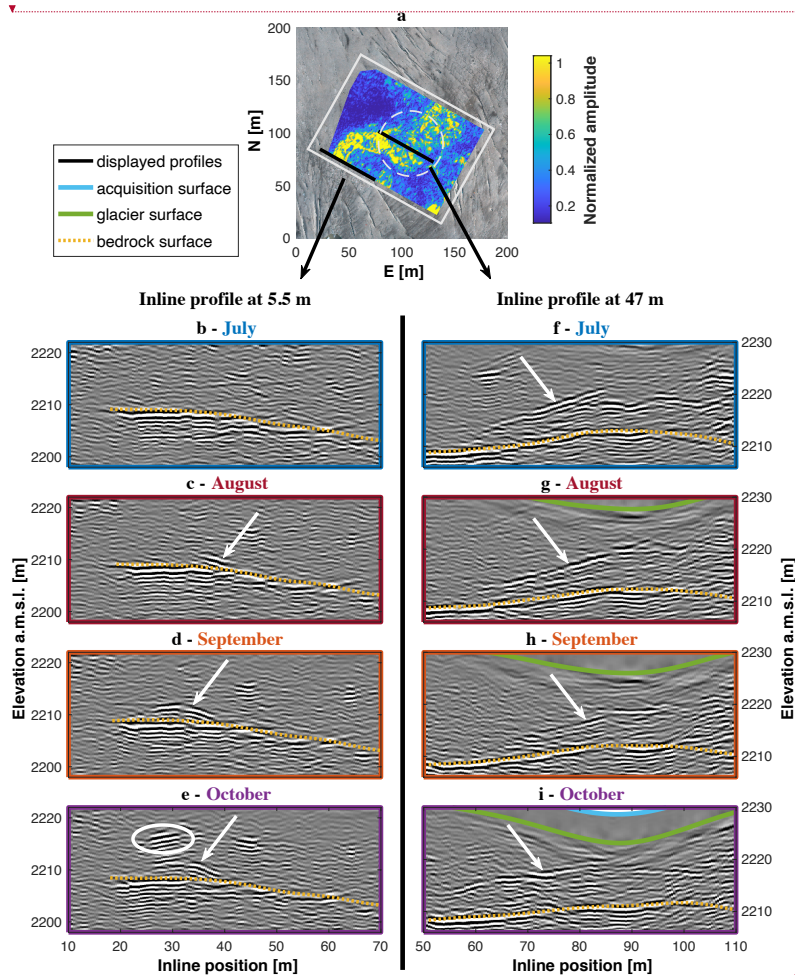 a
200
150
100
50
0
N [m]
0 50 100 150 200
E [m]
1
0.8
0.6
0.4
0.2
Normalized amplitude
displayed profiles
acquisition surface
glacier surface
bedrock surface
Inline profile at 5.5 m
Inline profile at 47 m
b - July
2220
2210
2200
f - July
2230
2220
2210
c - August
2220
2210
2200
g - August
2230
2220
2210
d - September
2220
2210
2200
h - September
2230
2220
2210
e - October
2220
2210
2200
10 20 30 40 50 60 70
Inline position [m]
i - October
2230
2220
2210
50 60 70 80 90 100 110
Inline position [m]
Elevation a.m.s.l. [m]
Elevation a.m.s.l. [m]